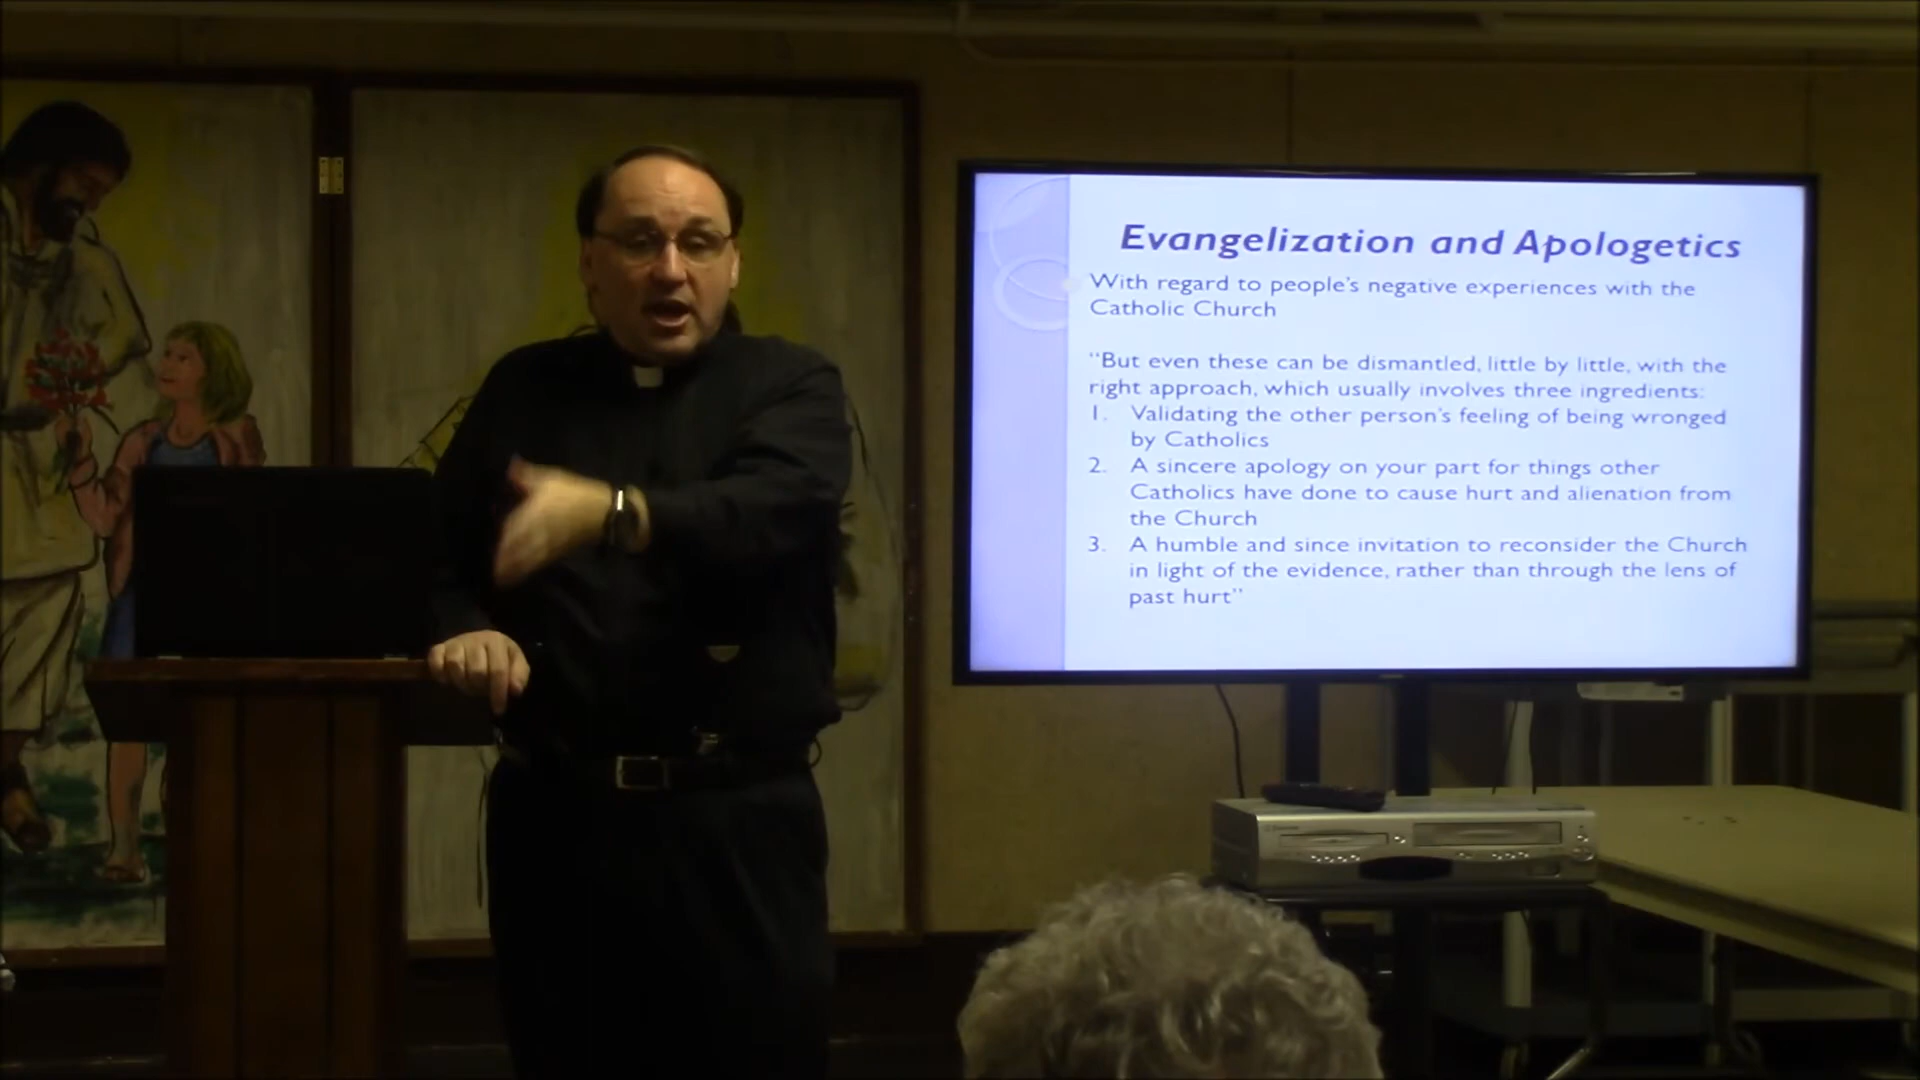 Evangelization and Apologetics
With regard to people's negative experiences with the
Catholic Church
"But even these can be dismantled, little by little, with the
right approach, which usually involves three ingredients:
1. Validating the other person's feeling of being wronged
by Catholics
2. A sincere apology on your part for things other
Catholics have done to cause hurt and alienation from
the Church
3. A humble and since invitation to reconsider the Church
in light of the evidence, rather than through the lens of
past hurt"